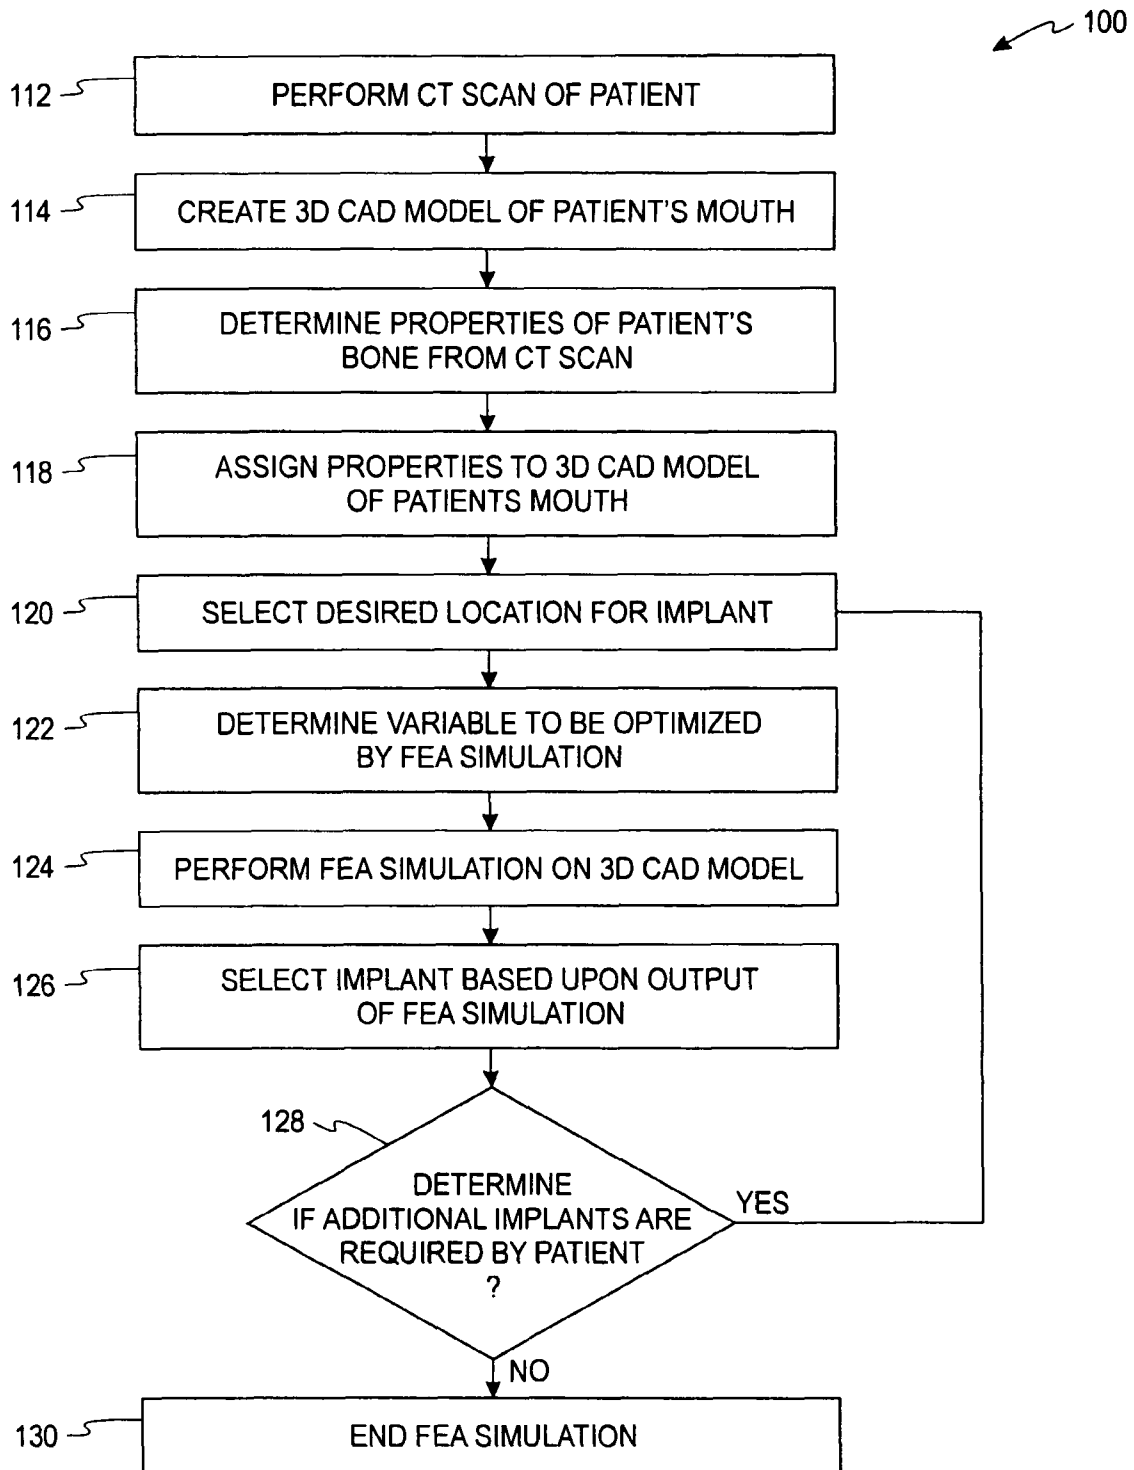 100
112
PERFORM CT SCAN OF PATIENT
114
CREATE 3D CAD MODEL OF PATIENT'S MOUTH
116
DETERMINE PROPERTIES OF PATIENT'S
BONE FROM CT SCAN
118
ASSIGN PROPERTIES TO 3D CAD MODEL
OF PATIENTS MOUTH
120
SELECT DESIRED LOCATION FOR IMPLANT
122
DETERMINE VARIABLE TO BE OPTIMIZED
BY FEA SIMULATION
124
PERFORM FEA SIMULATION ON 3D CAD MODEL
126
SELECT IMPLANT BASED UPON OUTPUT
OF FEA SIMULATION
128
DETERMINE
IF ADDITIONAL IMPLANTS ARE
REQUIRED BY PATIENT
?
YES
NO
130
END FEA SIMULATION